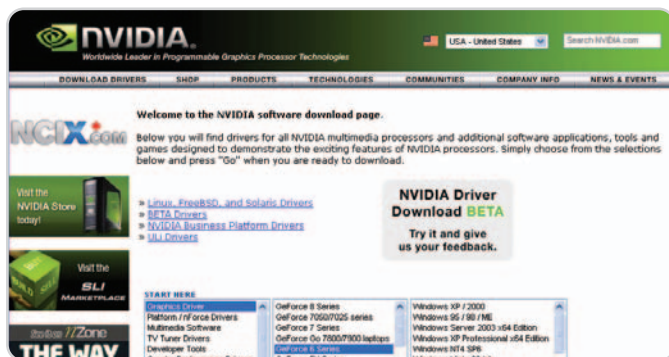 NVIDIA.
Worldwide Leader in Programmable Graphics Processor Technologies
USA - United States
Search NVIDIA.com
DOWNLOAD DRIVERS SHOP PRODUCTS TECHNOLOGIES COMMUNITIES COMPANY INFO NEWS & EVENTS
NCIX.com
Visit the
NVIDIA Store
today!
BUILD
SLI
Visit the
SLI
MARKETPLACE
//Zone
THE WAY
Welcome to the NVIDIA software download page.
Below you will find drivers for all NVIDIA multimedia processors and additional software applications, tools and
games designed to demonstrate the exciting features of NVIDIA processors. Simply choose from the selections
below and press "Go" when you are ready to download.
» Linux, FreeBSD, and Solaris Drivers
» BETA Drivers
» NVIDIA Business Platform Drivers
» ULi Drivers
NVIDIA Driver
Download BETA
Try it and give
us your feedback.
START HERE
Graphics Driver
Platform / nForce Drivers
Multimedia Software
TV Tuner Drivers
Developer Tools
GeForce 8 Series
GeForce 7050/7025 series
GeForce 7 Series
GeForce Go 7800/7900 laptops
GeForce 6 Series
Windows XP / 2000
Windows 95 / 98 / ME
Windows Server 2003 x64 Edition
Windows XP Professional x64 Edition
Windows NT4 SP6